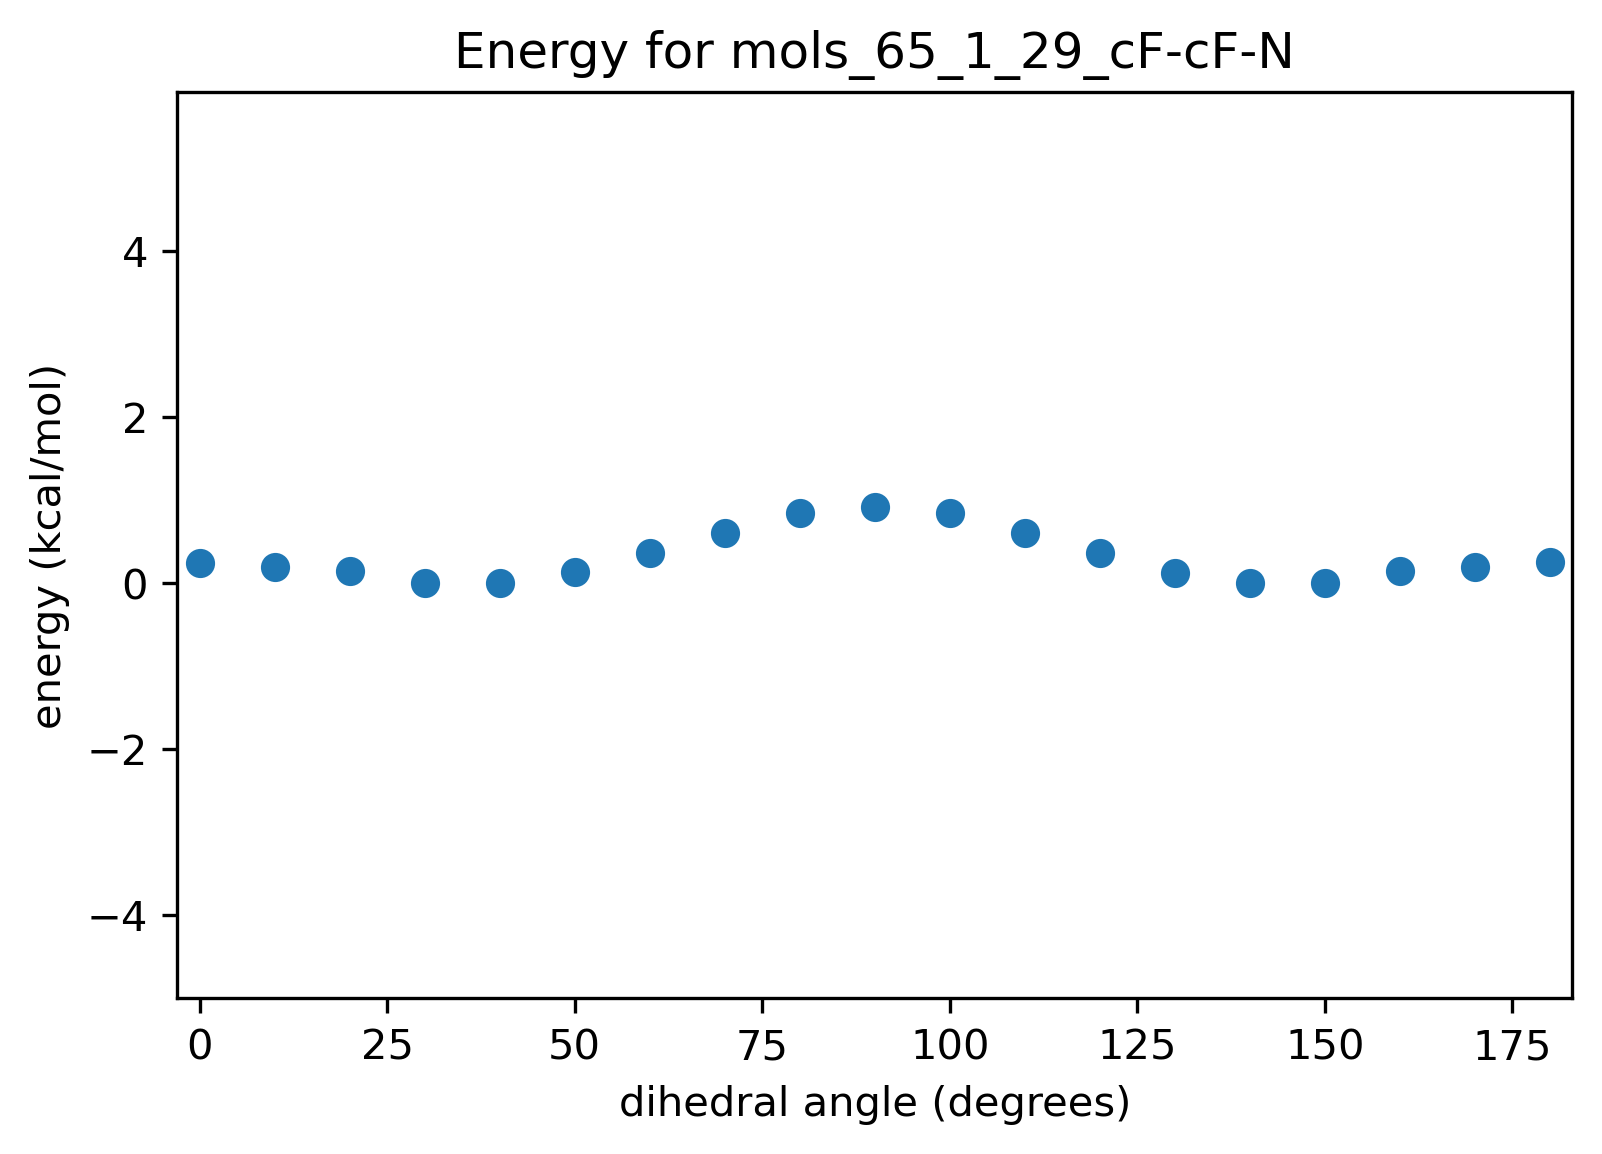 Energy for mols_65_1_29_cF-cF-N
energy (kcal/mol)
4
2
0
−2
−4
0 25 50 75 100 125 150 175
dihedral angle (degrees)